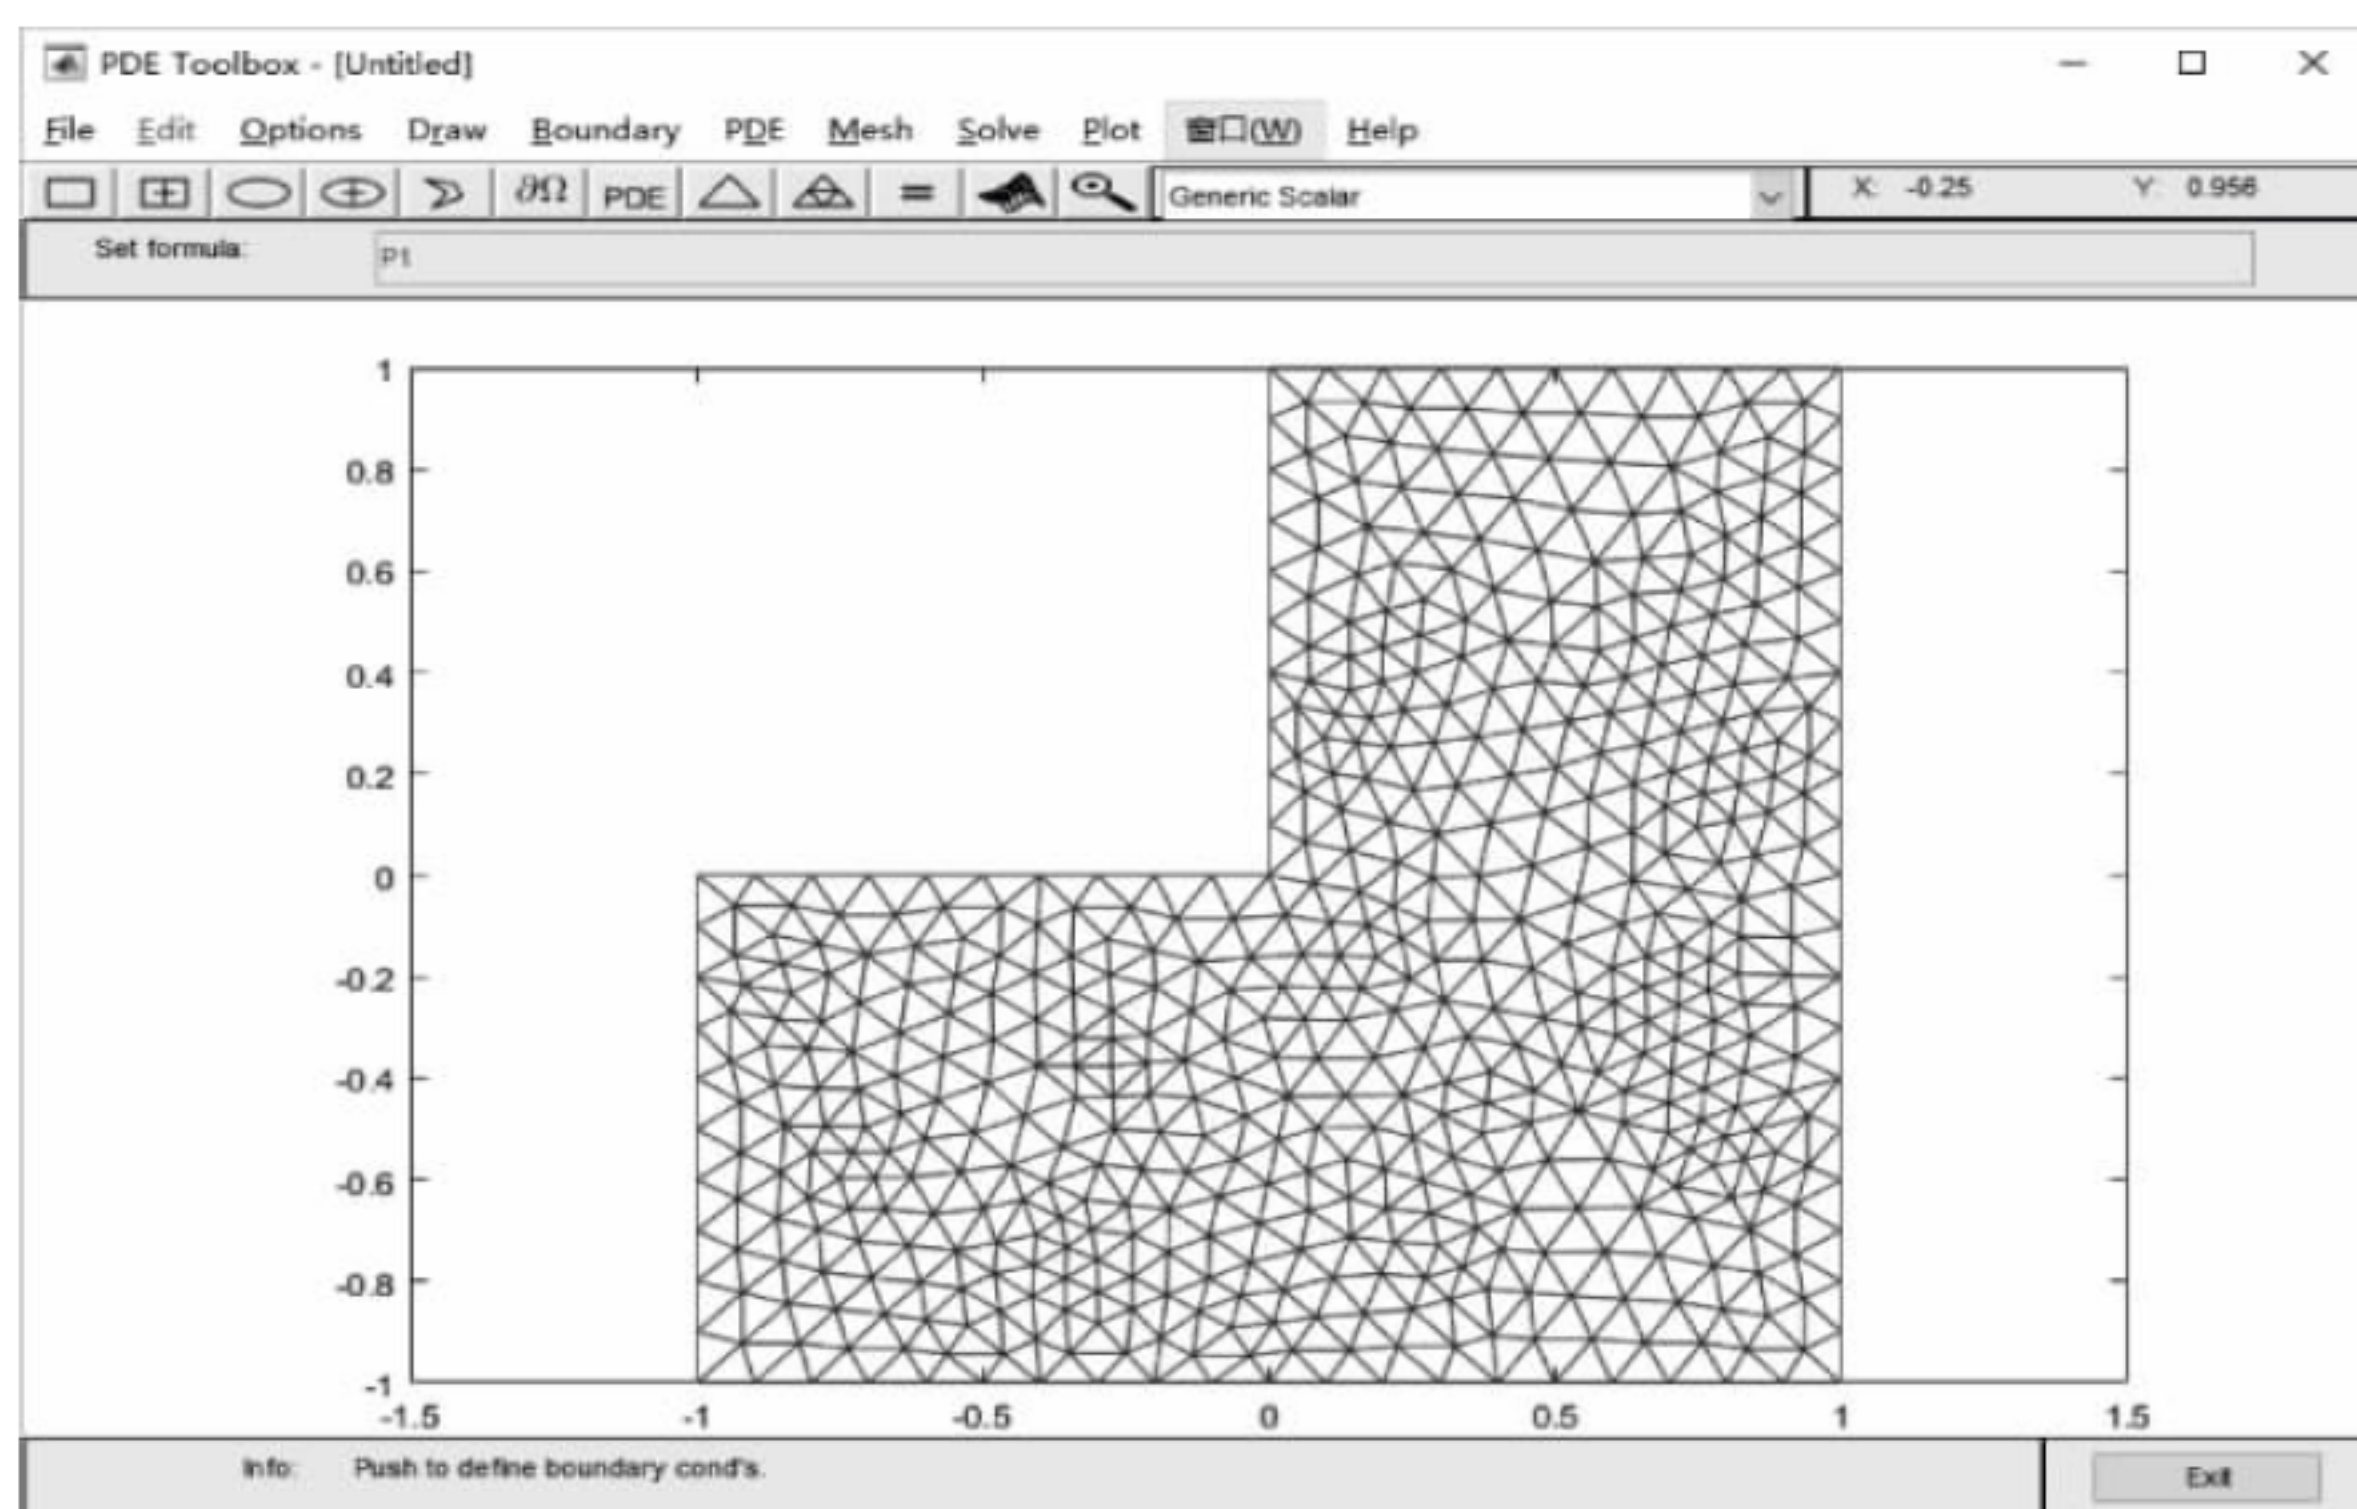 PDE Toolbox - [Untitled]
File Edit Options Draw Boundary PDE Mesh Solve Plot 窗口(W) Help
∂Ω PDE = Generic Scalar X: -0.25 Y: 0.956
Set formula: P1
1
0.8
0.6
0.4
0.2
0
-0.2
-0.4
-0.6
-0.8
-1
-1.5 -1 -0.5 0 0.5 1 1.5
Info: Push to define boundary cond's. Exit